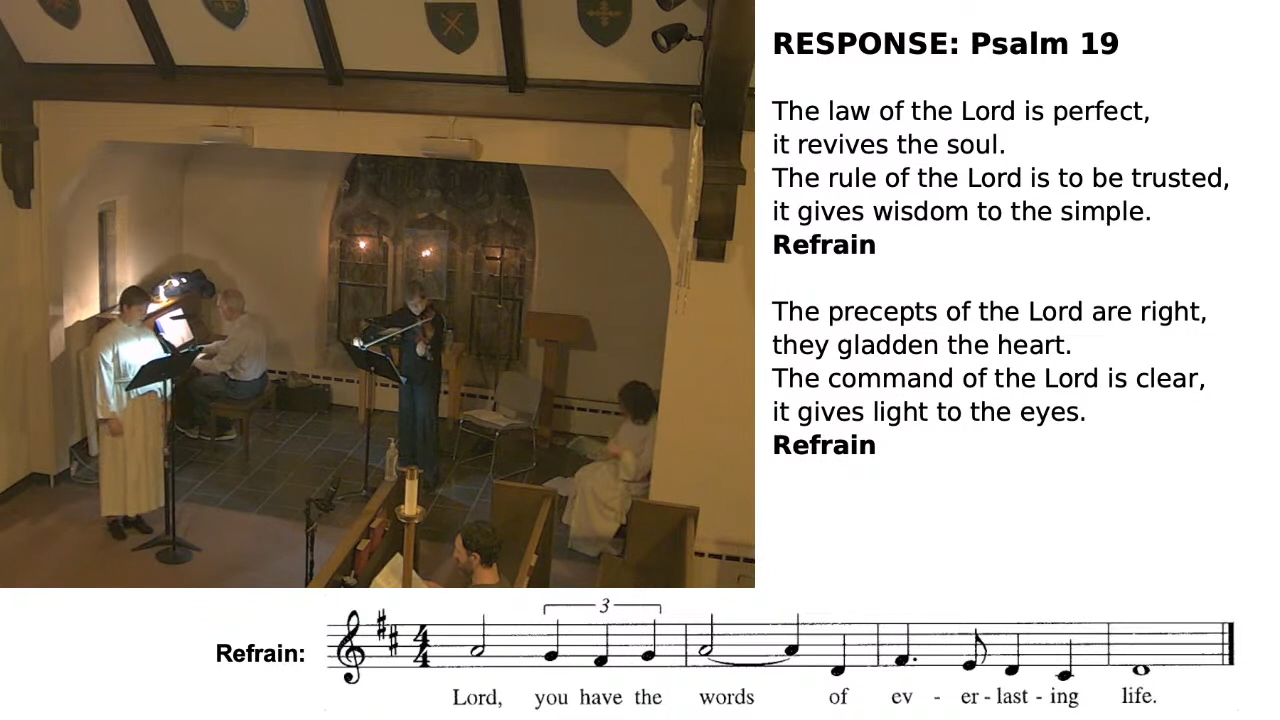 RESPONSE: Psalm 19
The law of the Lord is perfect,
it revives the soul.
The rule of the Lord is to be trusted,
it gives wisdom to the simple.
Refrain
The precepts of the Lord are right,
they gladden the heart.
The command of the Lord is clear,
it gives light to the eyes.
Refrain
3
4
4
Refrain:
Lord, you have the words of ev - er - last - ing life.